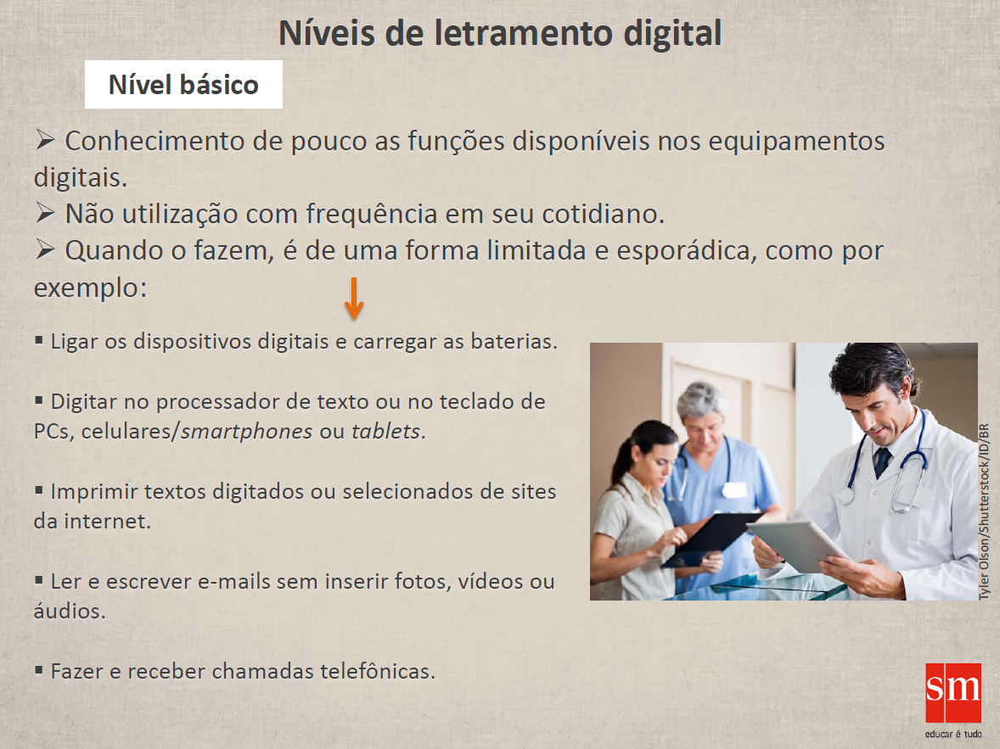 Níveis de letramento digital
Nível básico
➢ Conhecimento de pouco as funções disponíveis nos equipamentos
digitais.
➢ Não utilização com frequência em seu cotidiano.
➢ Quando o fazem, é de uma forma limitada e esporádica, como por
exemplo:
▪ Ligar os dispositivos digitais e carregar as baterias.
▪ Digitar no processador de texto ou no teclado de
PCs, celulares/smartphones ou tablets.
▪ Imprimir textos digitados ou selecionados de sites
da internet.
▪ Ler e escrever e-mails sem inserir fotos, vídeos ou
áudios.
▪ Fazer e receber chamadas telefônicas.
Tyler Olson/Shutterstock/ID/BR
sm
educar é tudo